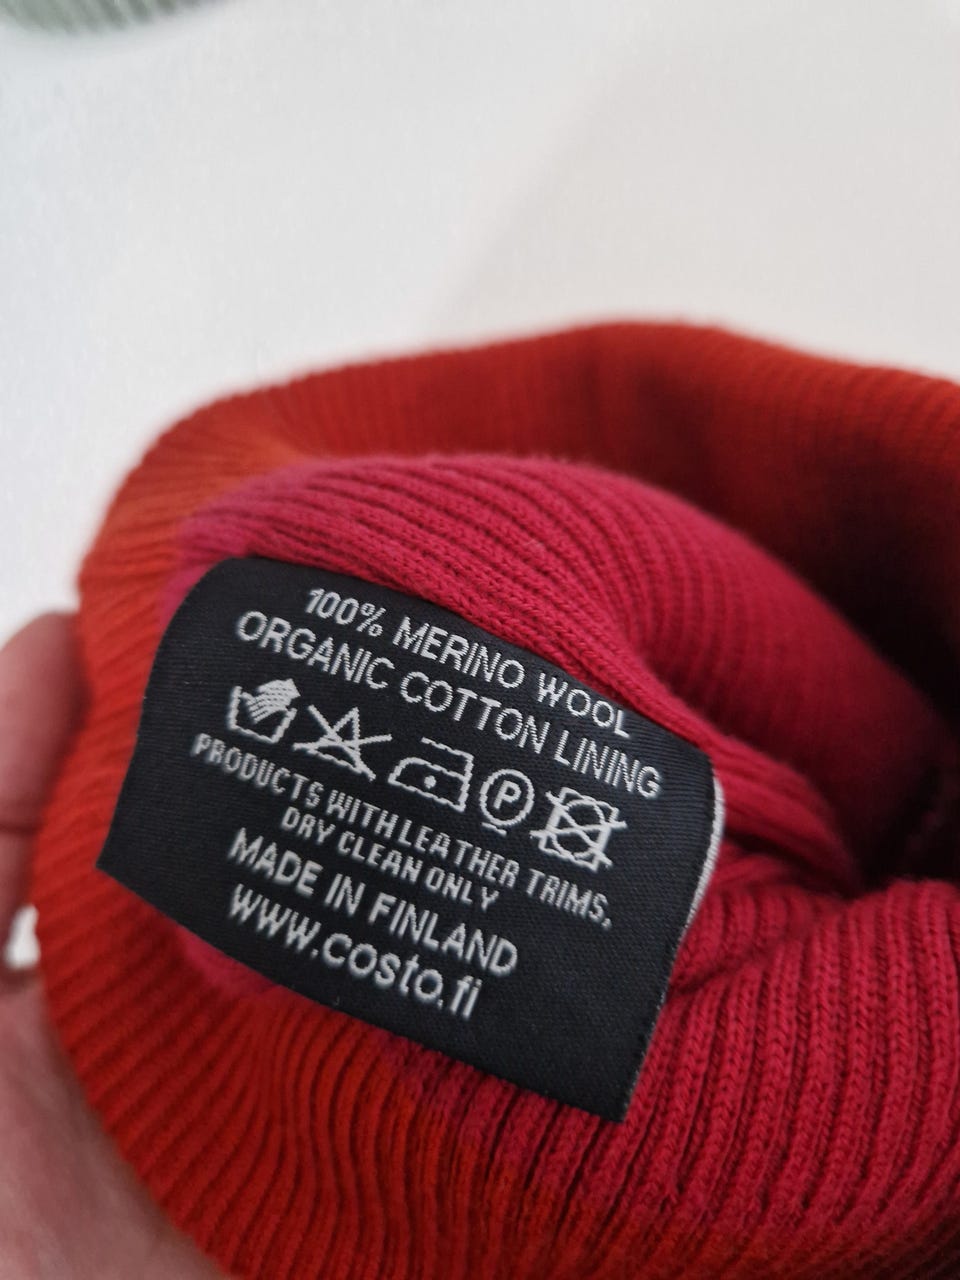 100% MERINO WOOL
ORGANIC COTTON LINING
P
PRODUCTS WITH LEATHER TRIMS,
DRY CLEAN ONLY
MADE IN FINLAND
www.costo.fi